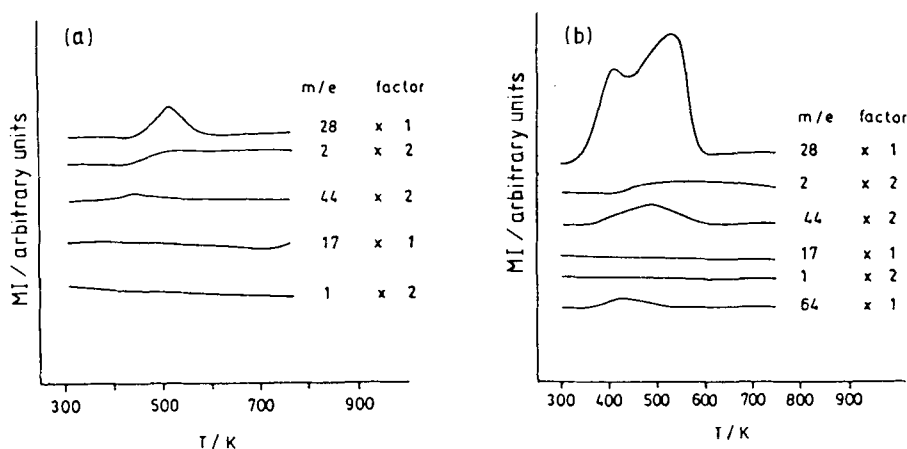 (a)
m/e factor
28 x 1
2 x 2
44 x 2
17 x 1
1 x 2
MI / arbitrary units
300 500 700 900
T / K
(b)
m/e factor
28 x 1
2 x 2
44 x 2
17 x 1
1 x 2
64 x 1
MI / arbitrary units
300 400 500 600 700 800 900
T / K